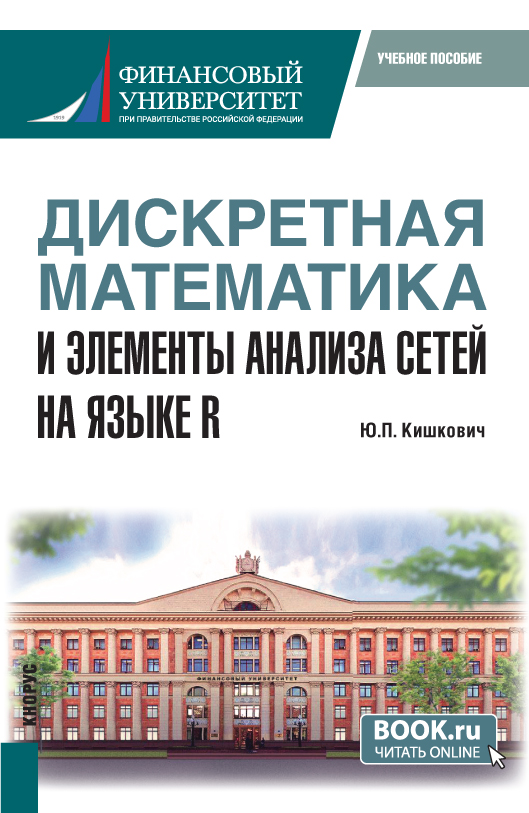 ФИНАНСОВЫЙ
УНИВЕРСИТЕТ
ПРИ ПРАВИТЕЛЬСТВЕ РОССИЙСКОЙ ФЕДЕРАЦИИ
1919
УЧЕБНОЕ ПОСОБИЕ
ДИСКРЕТНАЯ
МАТЕМАТИКА
И ЭЛЕМЕНТЫ АНАЛИЗА СЕТЕЙ
НА ЯЗЫКЕ R
Ю.П. Кишкович
ФИНАНСОВЫЙ УНИВЕРСИТЕТ
КНОРУС
BOOK.ru
ЧИТАТЬ ONLINE